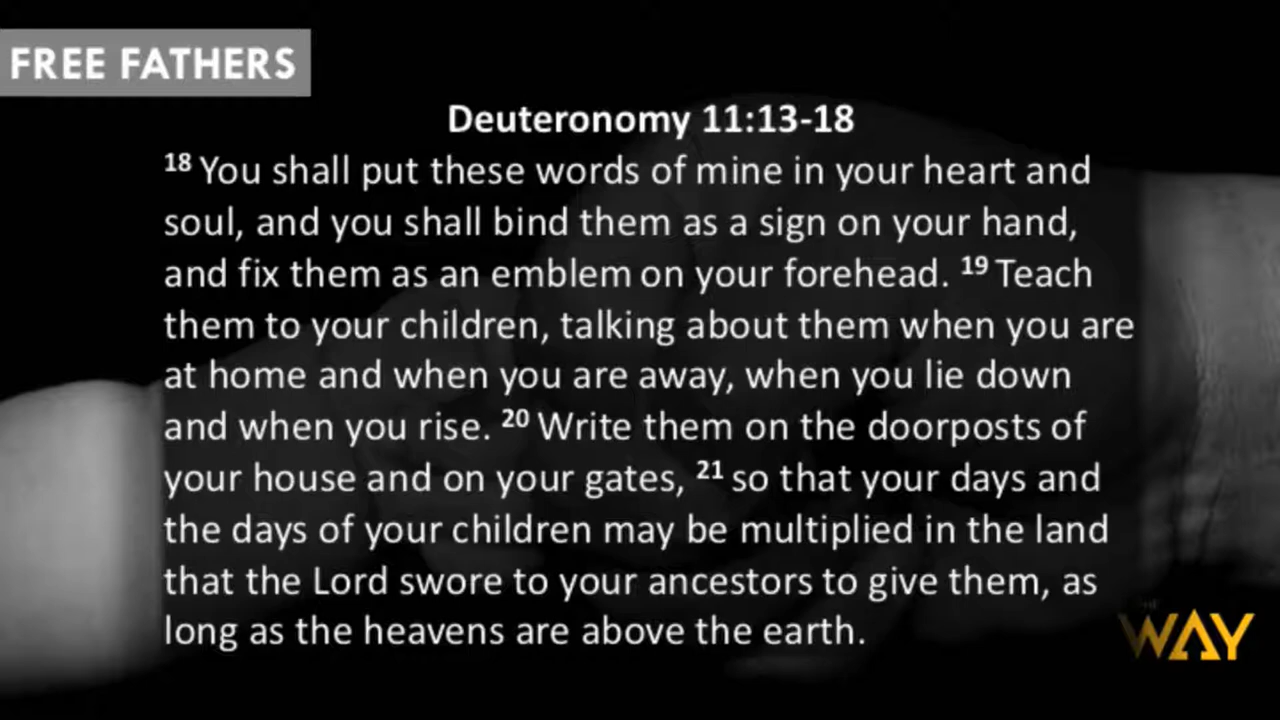 FREE FATHERS
Deuteronomy 11:13-18
18 You shall put these words of mine in your heart and
soul, and you shall bind them as a sign on your hand,
and fix them as an emblem on your forehead. 19 Teach
them to your children, talking about them when you are
at home and when you are away, when you lie down
and when you rise. 20 Write them on the doorposts of
your house and on your gates, 21 so that your days and
the days of your children may be multiplied in the land
that the Lord swore to your ancestors to give them, as
long as the heavens are above the earth.
THE
WAY